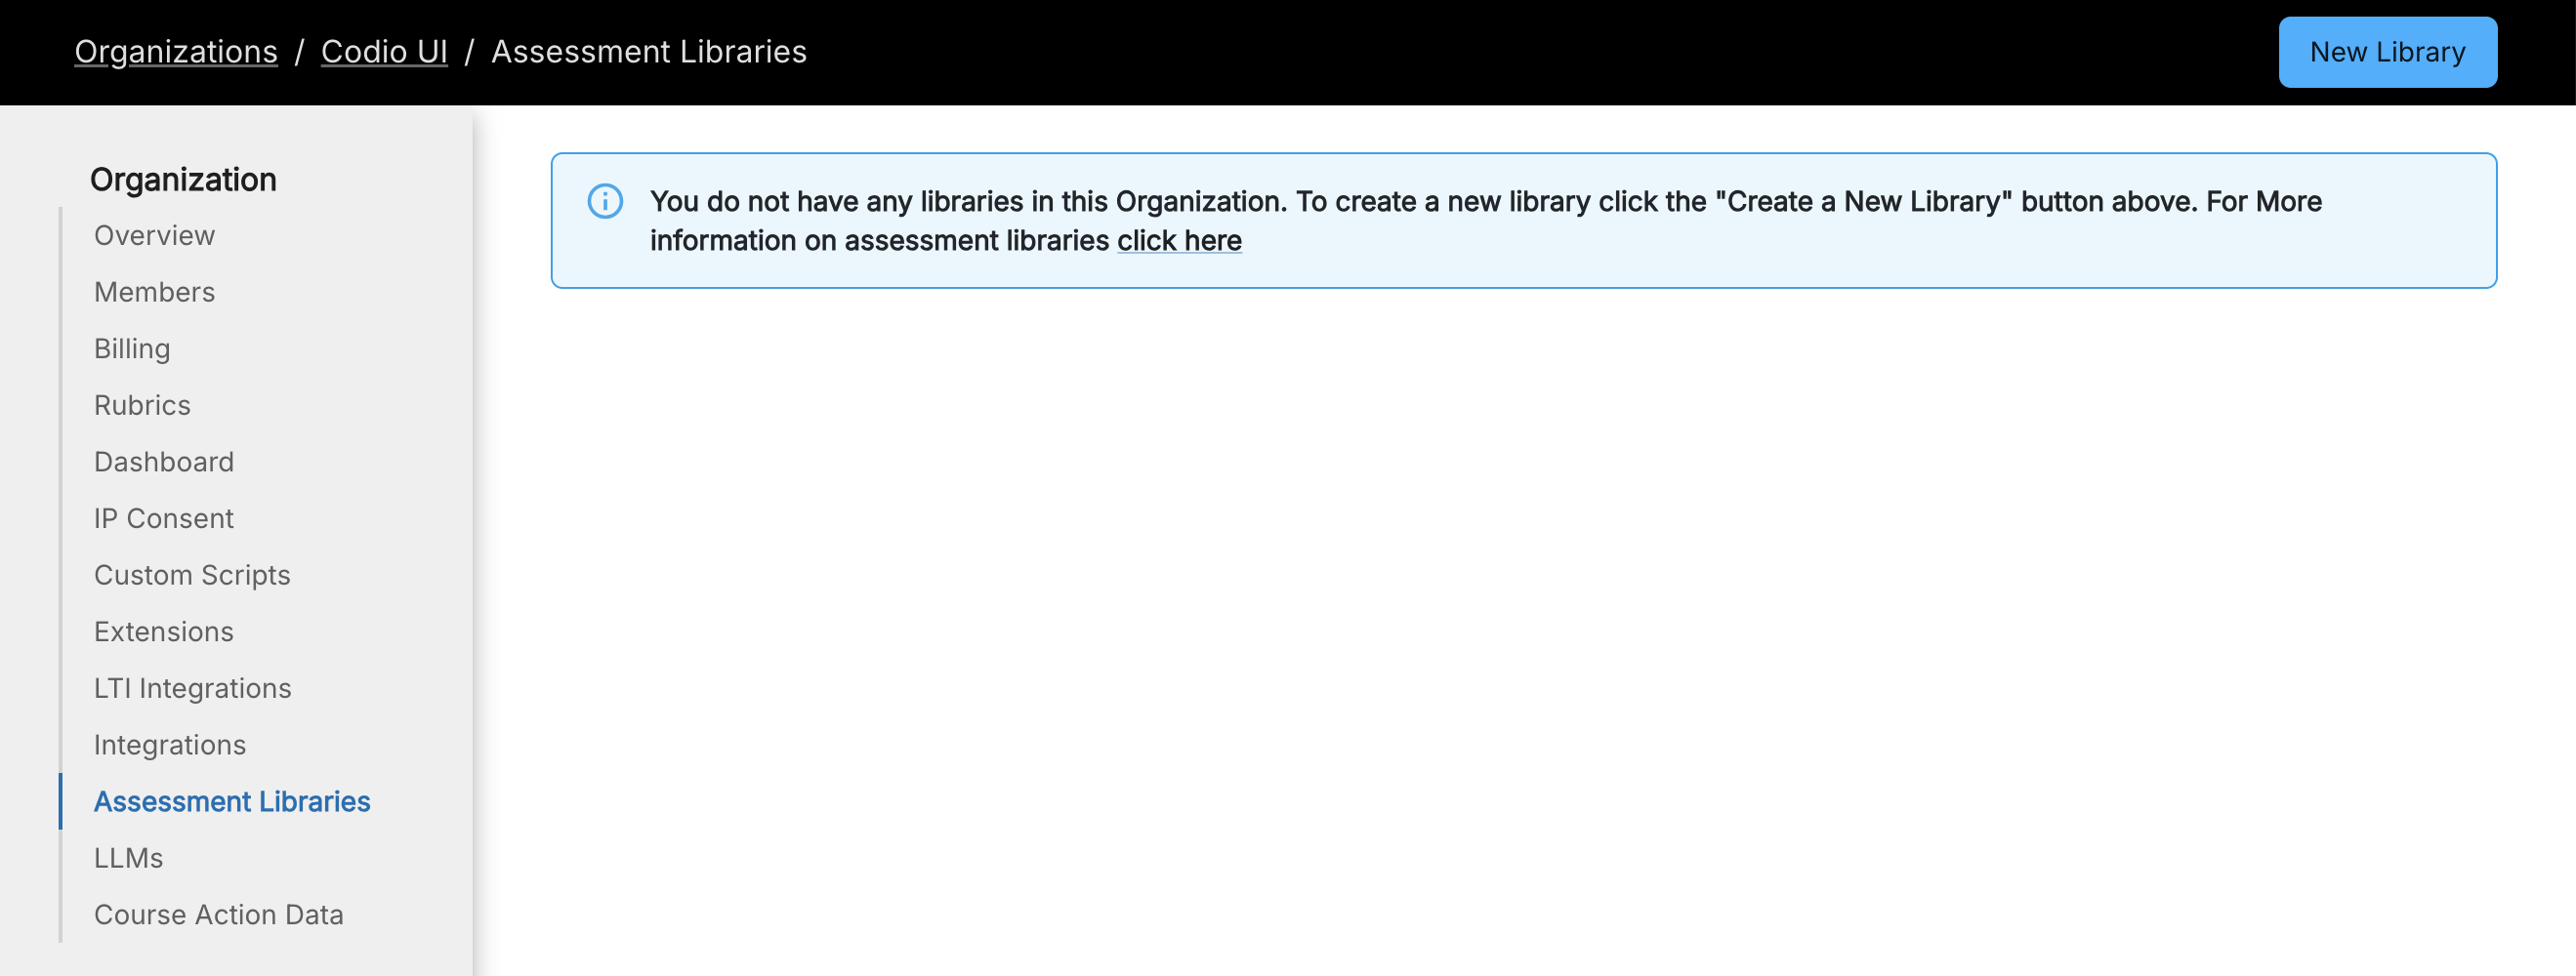 Organizations / Codio UI / Assessment Libraries
New Library
Organization
Overview
Members
Billing
Rubrics
Dashboard
IP Consent
Custom Scripts
Extensions
LTI Integrations
Integrations
Assessment Libraries
LLMs
Course Action Data
You do not have any libraries in this Organization. To create a new library click the "Create a New Library" button above. For More
information on assessment libraries click here